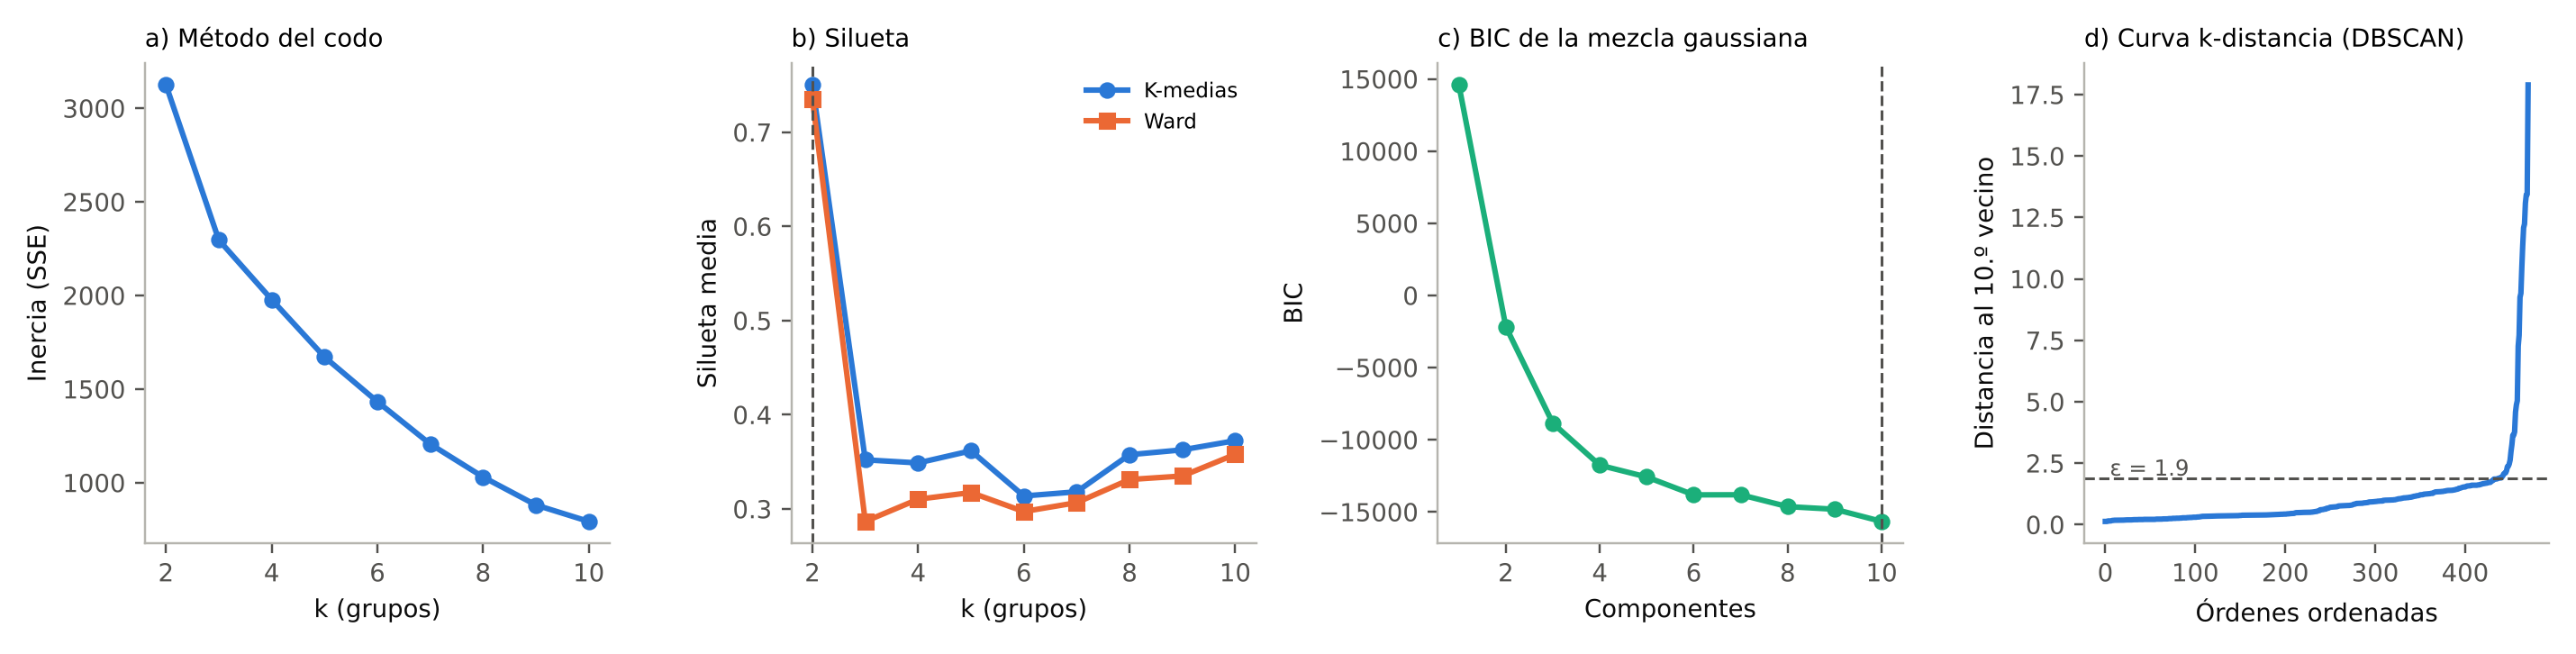 a) Método del codo
Inercia (SSE)
3000
2500
2000
1500
1000
2 4 6 8 10
k (grupos)
b) Silueta
K-medias
Ward
Silueta media
0.7
0.6
0.5
0.4
0.3
2 4 6 8 10
k (grupos)
c) BIC de la mezcla gaussiana
BIC
15000
10000
5000
0
−5000
−10000
−15000
2 4 6 8 10
Componentes
d) Curva k-distancia (DBSCAN)
Distancia al 10.º vecino
17.5
15.0
12.5
10.0
7.5
5.0
2.5
0.0
ε = 1.9
0 100 200 300 400
Órdenes ordenadas